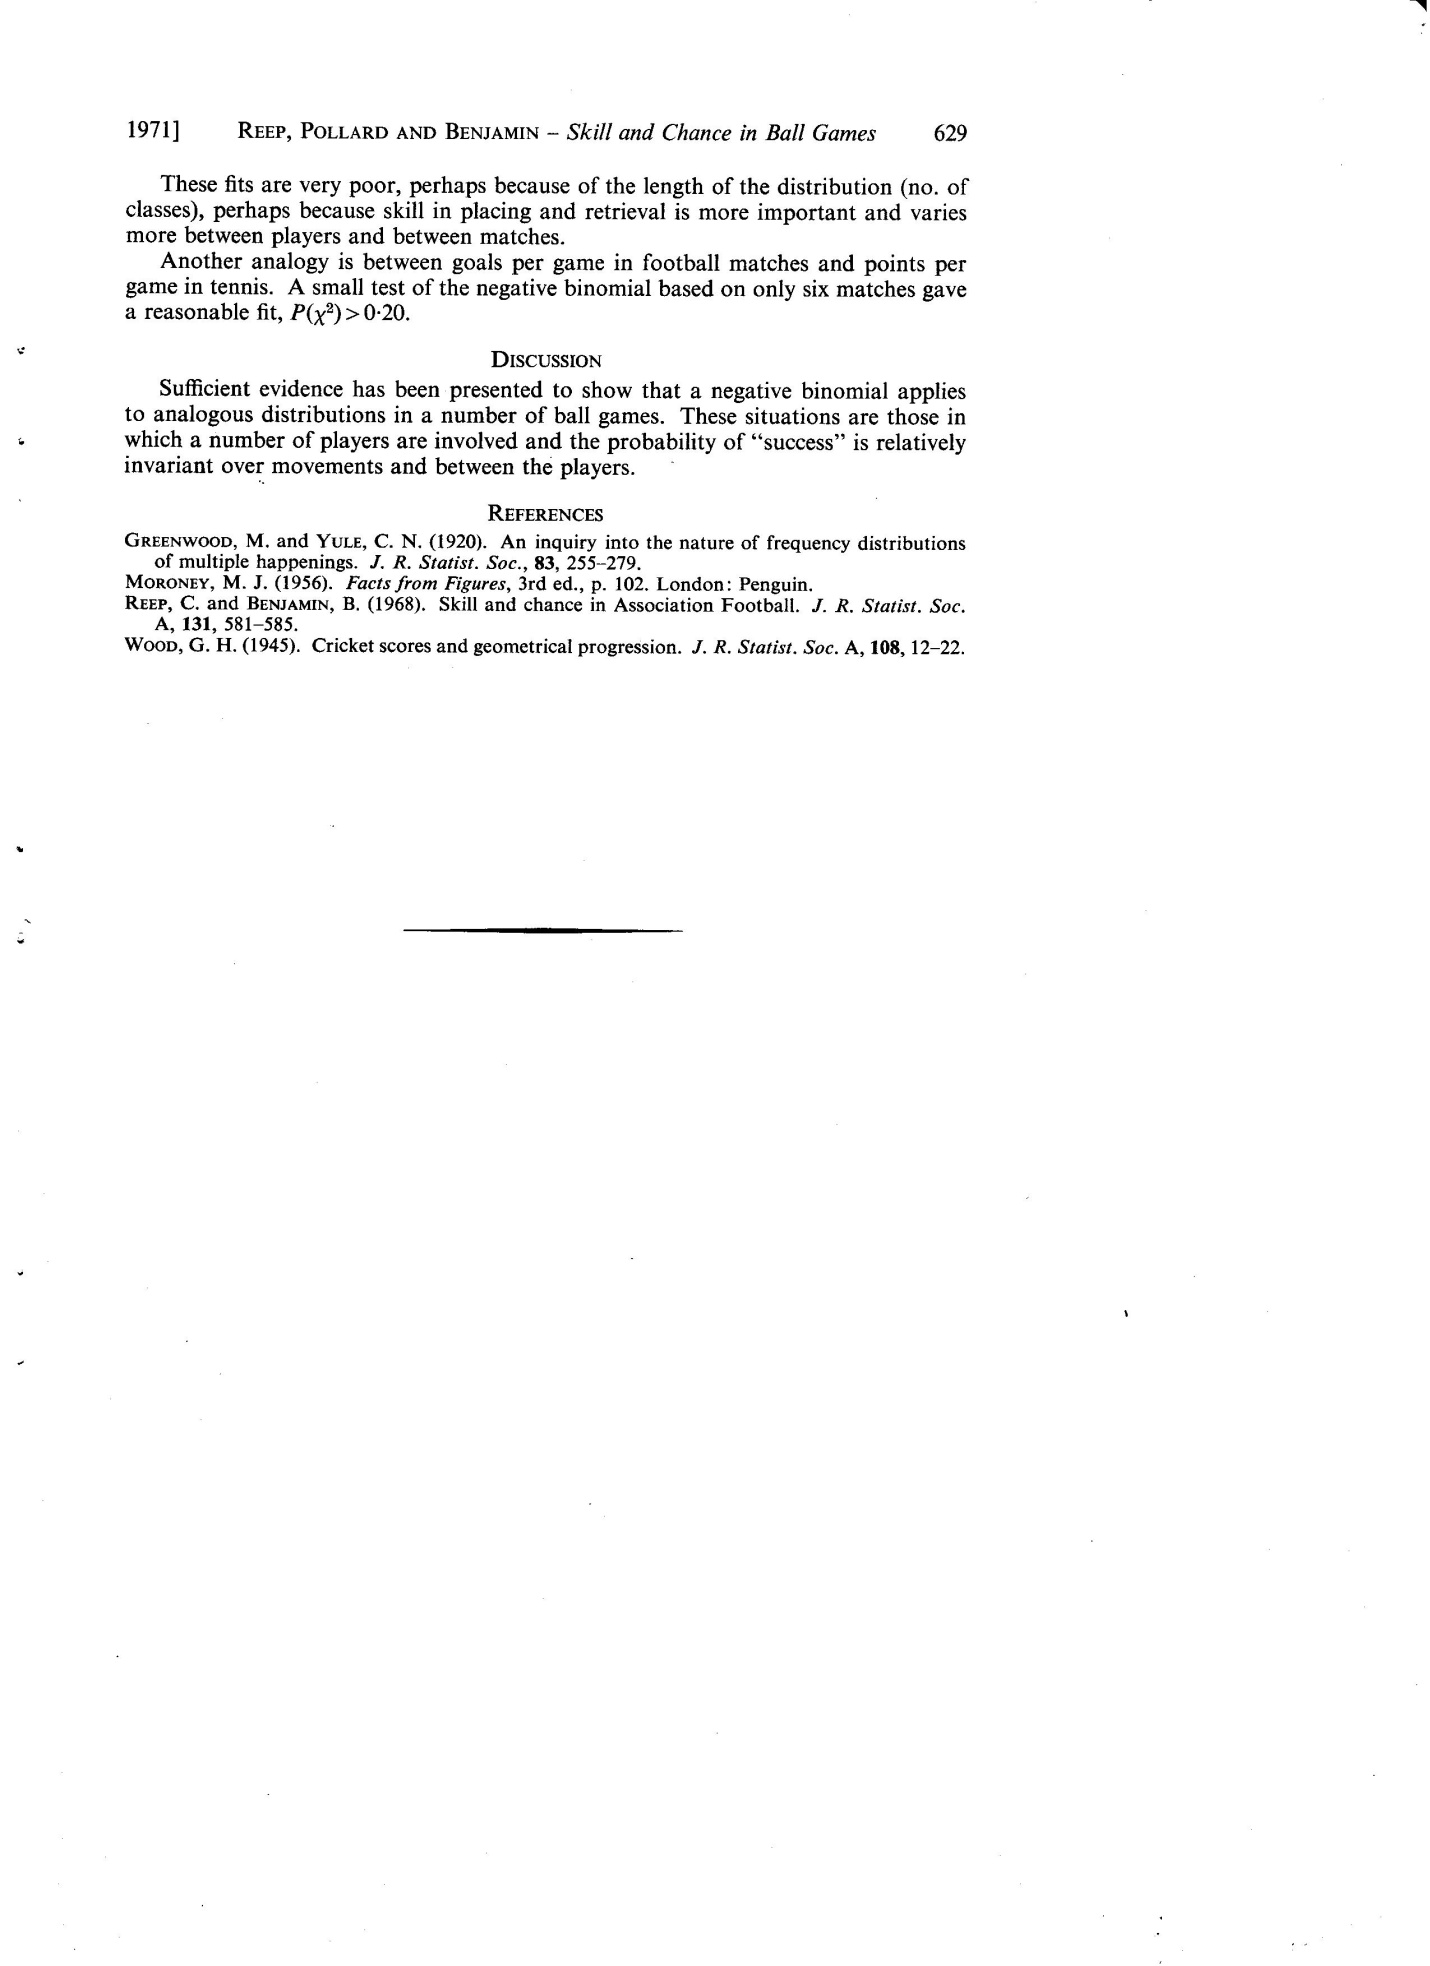 1971] REEP, POLLARD AND BENJAMIN – Skill and Chance in Ball Games 629
These fits are very poor, perhaps because of the length of the distribution (no. of
classes), perhaps because skill in placing and retrieval is more important and varies
more between players and between matches.
Another analogy is between goals per game in football matches and points per
game in tennis. A small test of the negative binomial based on only six matches gave
a reasonable fit, P(χ²) > 0·20.
DISCUSSION
Sufficient evidence has been presented to show that a negative binomial applies
to analogous distributions in a number of ball games. These situations are those in
which a number of players are involved and the probability of “success” is relatively
invariant over movements and between the players.
REFERENCES
GREENWOOD, M. and YULE, C. N. (1920). An inquiry into the nature of frequency distributions
of multiple happenings. J. R. Statist. Soc., 83, 255–279.
MORONEY, M. J. (1956). Facts from Figures, 3rd ed., p. 102. London: Penguin.
REEP, C. and BENJAMIN, B. (1968). Skill and chance in Association Football. J. R. Statist. Soc.
A, 131, 581–585.
WOOD, G. H. (1945). Cricket scores and geometrical progression. J. R. Statist. Soc. A, 108, 12–22.